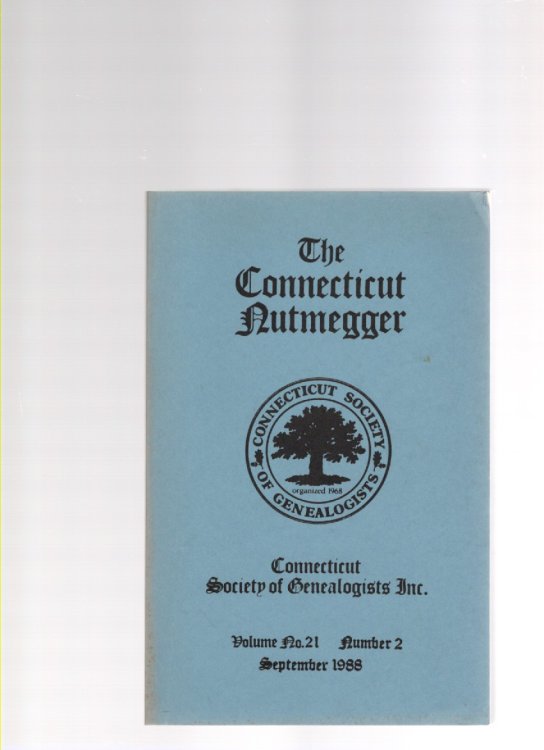 The
Connecticut
Nutmegger
CONNECTICUT SOCIETY
OF GENEALOGISTS
organized 1968
Connecticut
Society of Genealogists Inc.
Volume No.21 Number 2
September 1988